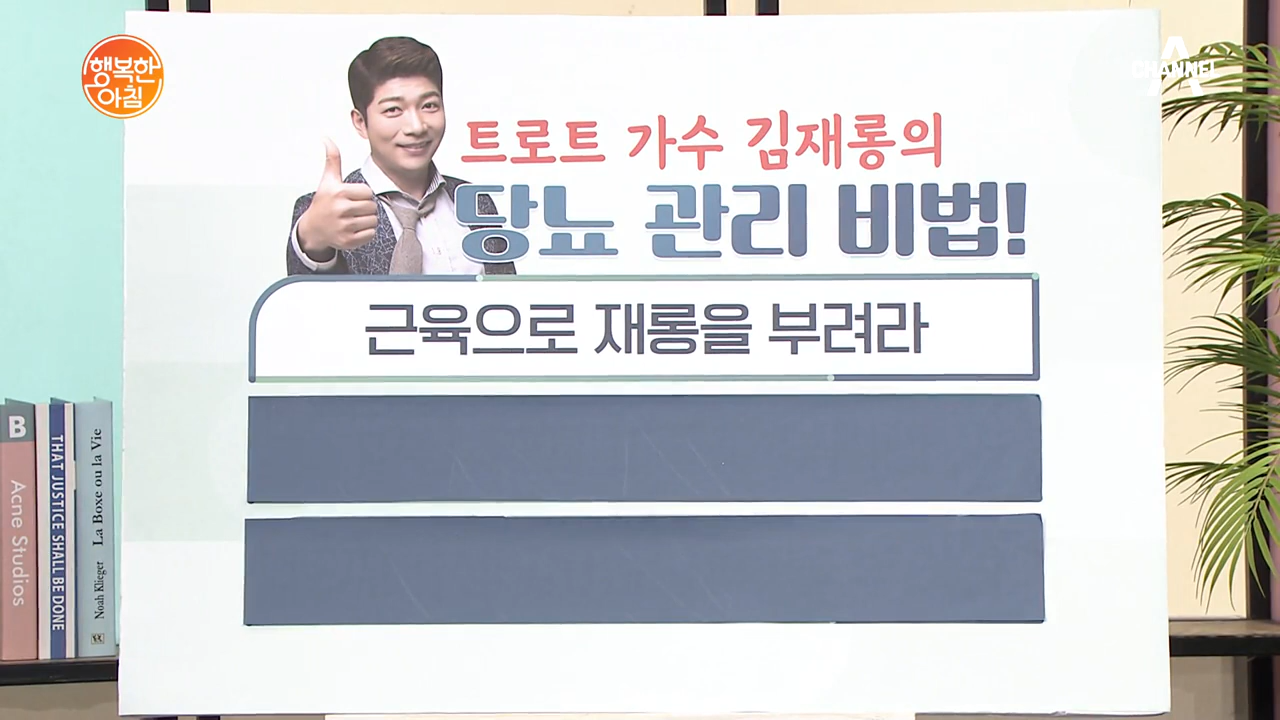 행복한
아침
CHANNEL A
트로트 가수 김재롱의
당뇨 관리 비법!
근육으로 재롱을 부려라
B
Acne Studios
THAT JUSTICE SHALL BE DONE
Noah Klieger La Boxe ou la Vie